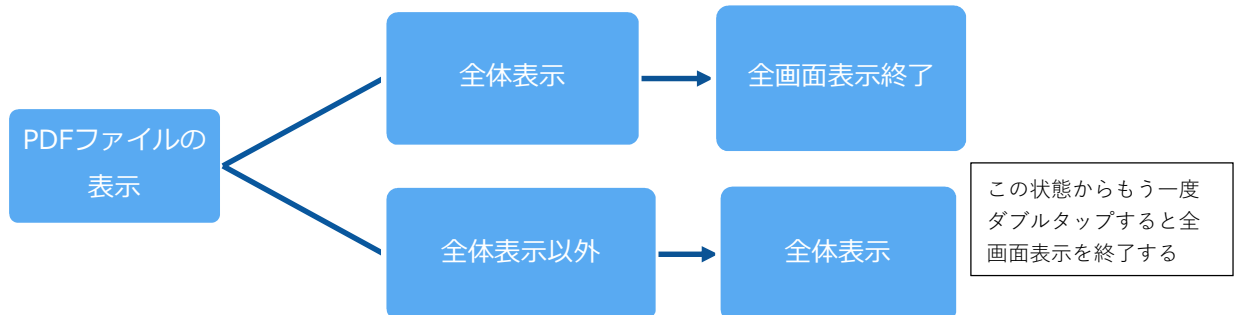 全体表示
全画面表示終了
PDFファイルの
表示
全体表示以外
全体表示
この状態からもう一度
ダブルタップすると全
画面表示を終了する